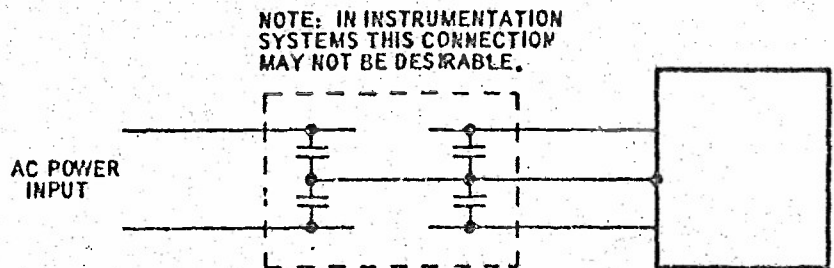 NOTE: IN INSTRUMENTATION
SYSTEMS THIS CONNECTION
MAY NOT BE DESIRABLE.
AC POWER
INPUT